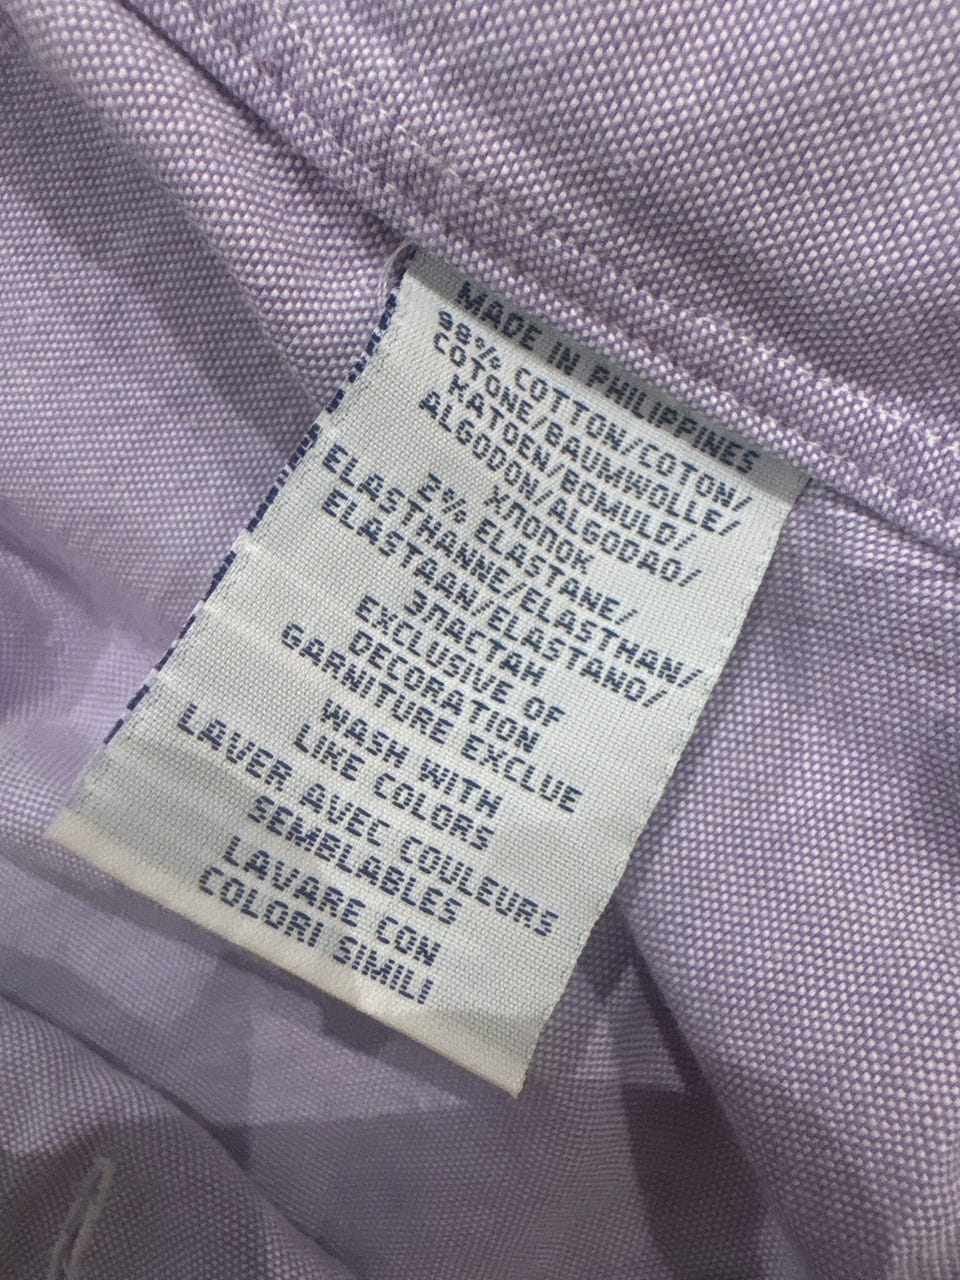 MADE IN PHILIPPINES
98% COTTON/COTON/
COTONE/BAUMWOLLE/
KATOEN/BOMULD/
ALGODON/ALGODAO/
ХЛОПОК
2% ELASTANE/
ELASTHANNE/ELASTHAN/
ELASTAAN/ELASTANO/
ЭЛАСТАН
EXCLUSIVE OF
DECORATION
GARNITURE EXCLUE
WASH WITH
LIKE COLORS
LAVER AVEC COULEURS
SEMBLABLES
LAVARE CON
COLORI SIMILI